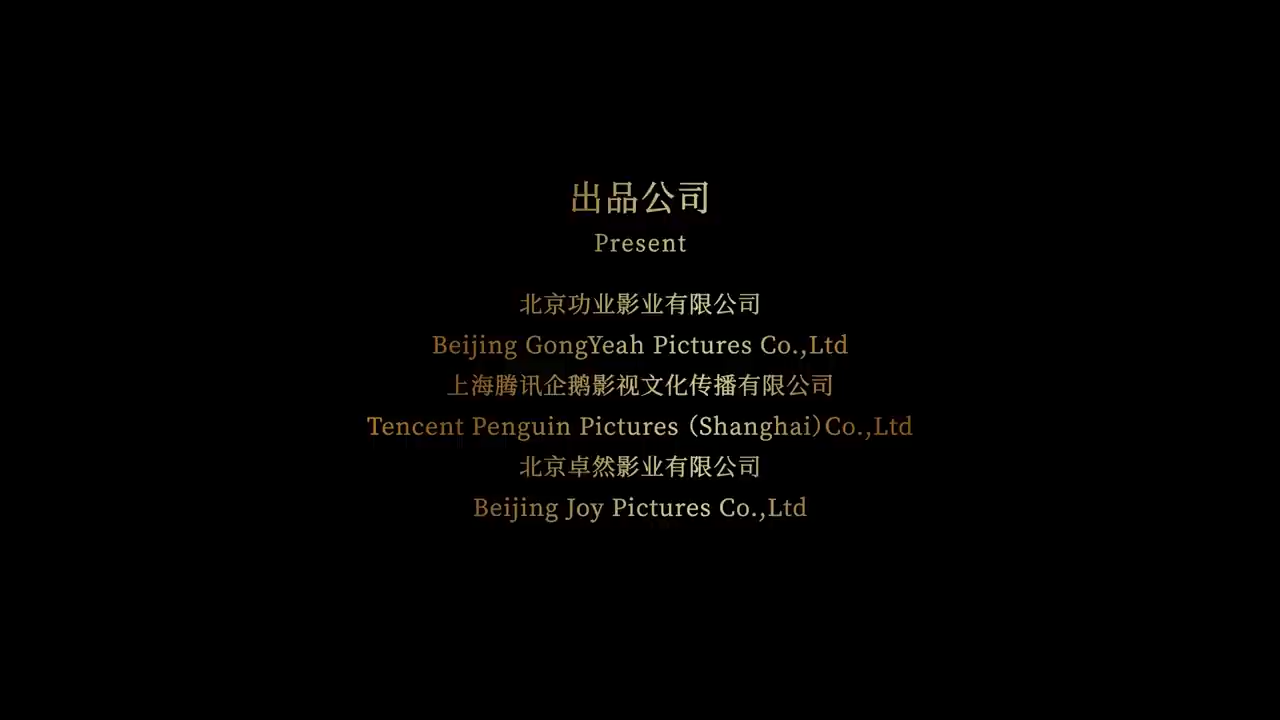 出品公司
Present
北京功业影业有限公司
Beijing GongYeah Pictures Co.,Ltd
上海腾讯企鹅影视文化传播有限公司
Tencent Penguin Pictures (Shanghai)Co.,Ltd
北京卓然影业有限公司
Beijing Joy Pictures Co.,Ltd